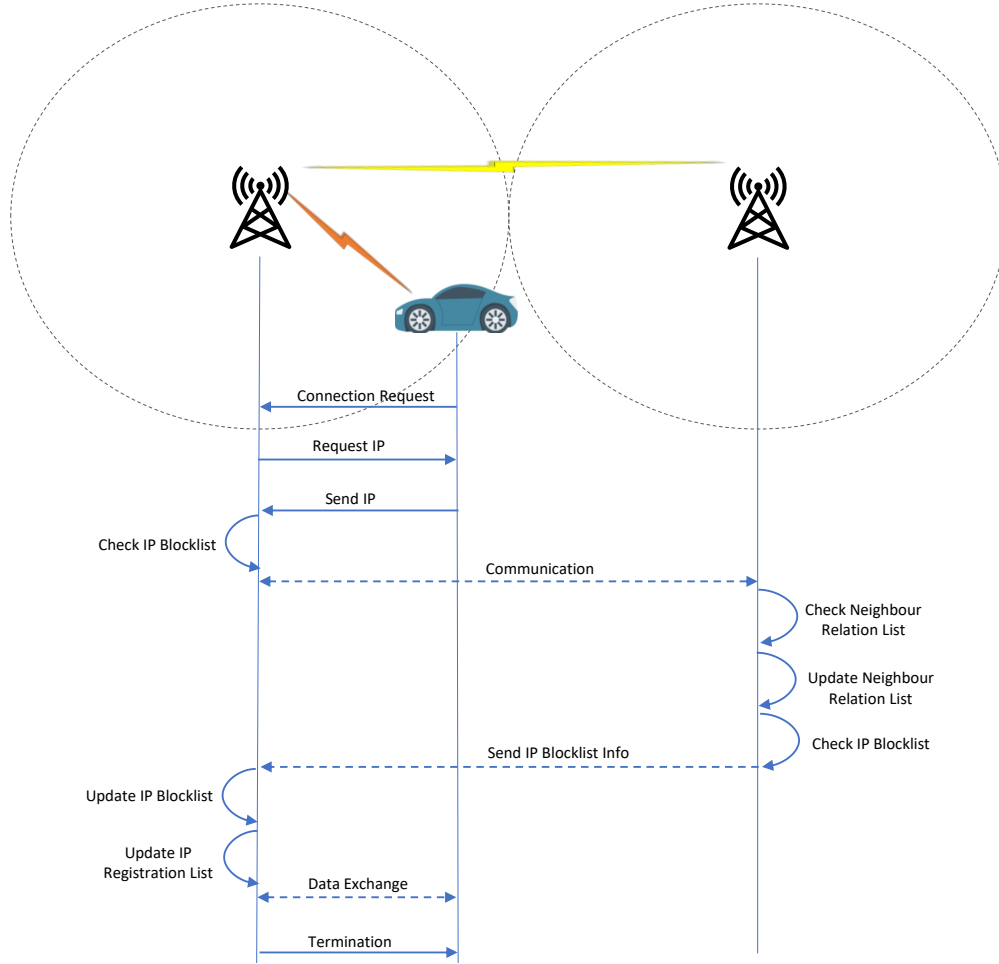 Connection Request
Request IP
Send IP
Check IP Blocklist
Communication
Check Neighbour
Relation List
Update Neighbour
Relation List
Check IP Blocklist
Send IP Blocklist Info
Update IP Blocklist
Update IP
Registration List
Data Exchange
Termination